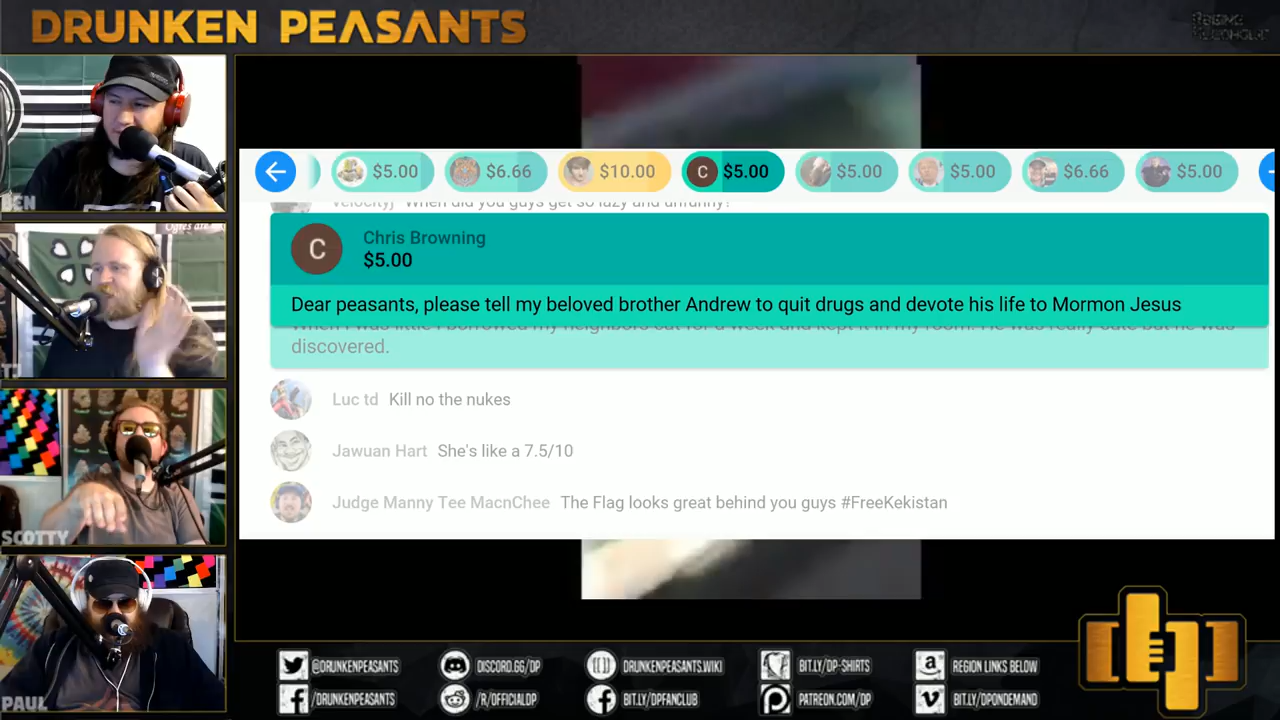 DRUNKEN PEASANTS
BEN
TJ
SCOTTY
PAUL
$5.00
$6.66
$10.00
C
$5.00
$5.00
$5.00
$6.66
$5.00
velocityj When did you guys get so lazy and unfunny?
C
Chris Browning
$5.00
Dear peasants, please tell my beloved brother Andrew to quit drugs and devote his life to Mormon Jesus
When I was little I borrowed my neighbors cat for a week and kept it in my room. He was really cute but he was
discovered.
Luc td Kill no the nukes
Jawuan Hart She's like a 7.5/10
Judge Manny Tee MacnChee The Flag looks great behind you guys #FreeKekistan
@DRUNKENPEASANTS
DISCORD.GG/DP
DRUNKENPEASANTS.WIKI
BIT.LY/DP-SHIRTS
REGION LINKS BELOW
/DRUNKENPEASANTS
/R/OFFICIALDP
BIT.LY/DPFANCLUB
PATREON.COM/DP
BIT.LY/DPONDEMAND